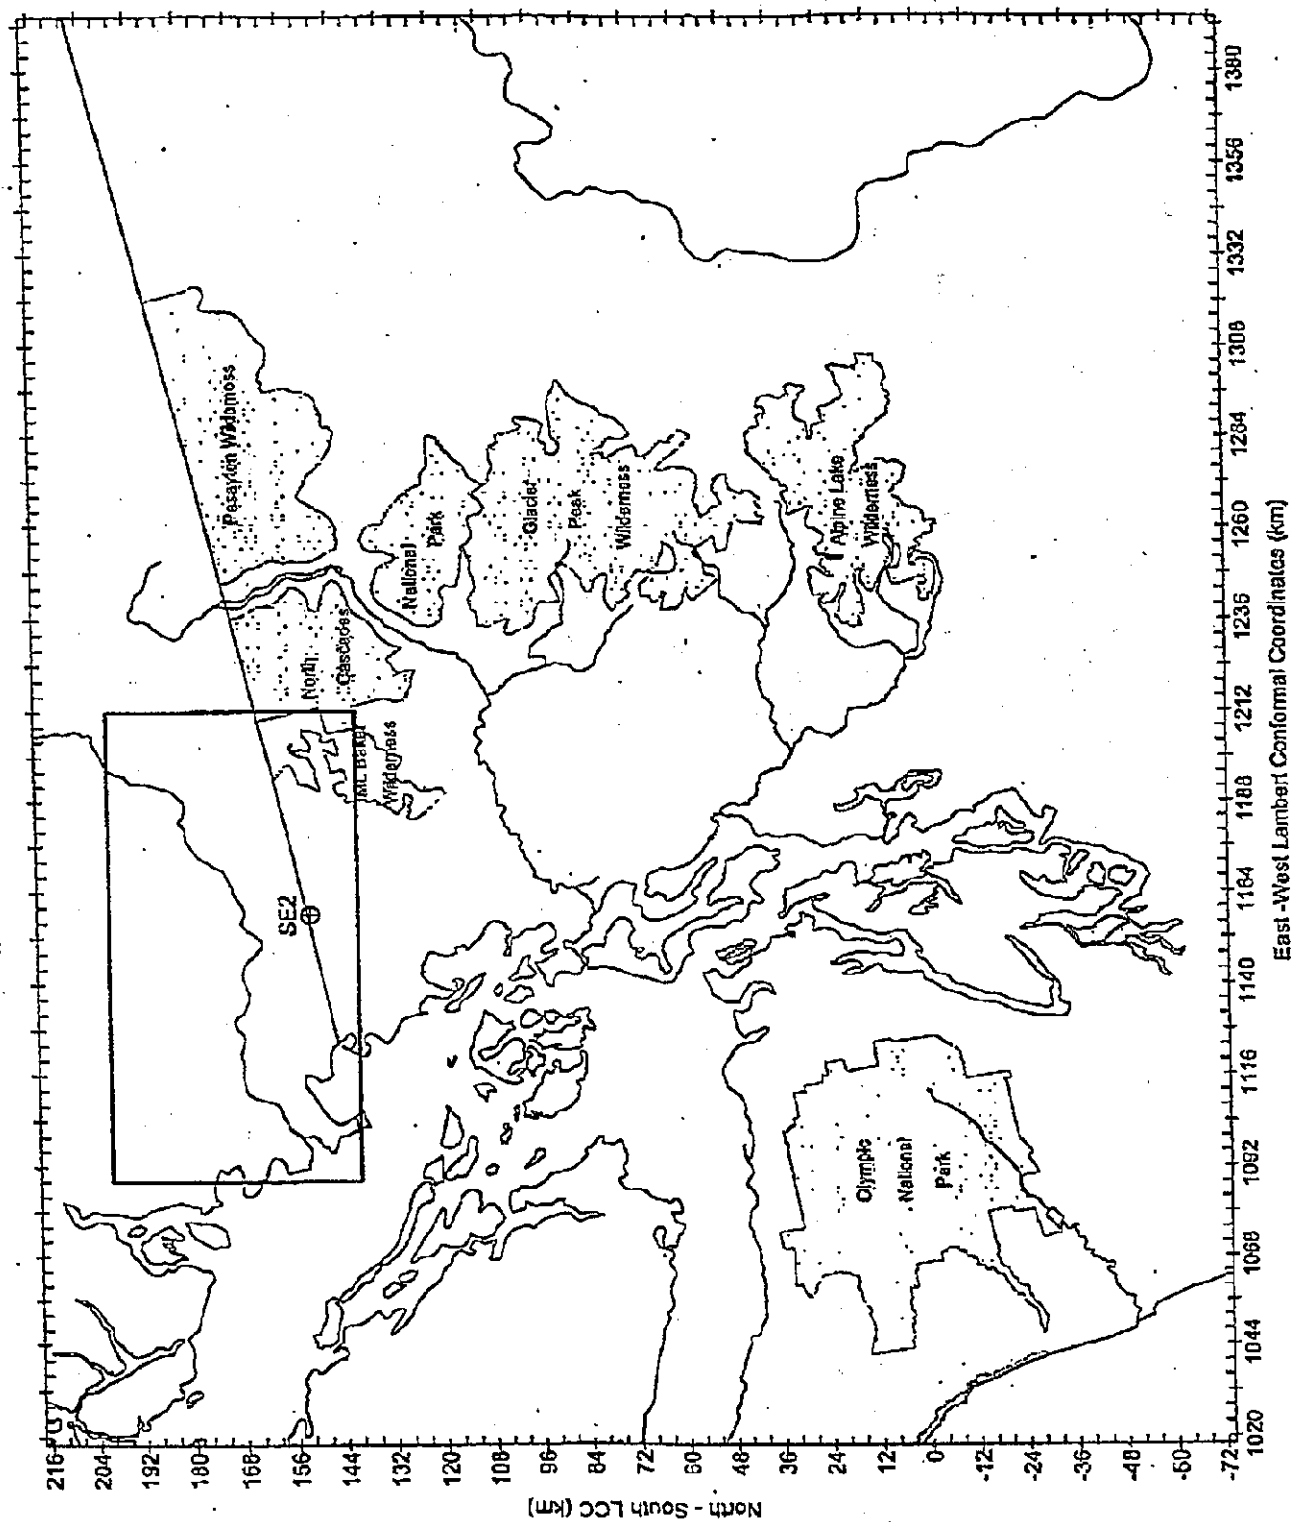 Pasayten Wilderness
SE2
North
Cascades
Mt. Baker
Wilderness
National
Park
Glacier
Peak
Wilderness
Alpine Lake
Wilderness
Olympic
National
Park
216
204
192
180
168
156
144
132
120
108
96
84
72
60
48
36
24
12
0
-12
-24
-36
-48
-60
-72
North - South LCC (km)
1020
1044
1068
1092
1116
1140
1164
1188
1212
1236
1260
1284
1308
1332
1356
1380
East -West Lambert Conformal Coordinates (km)